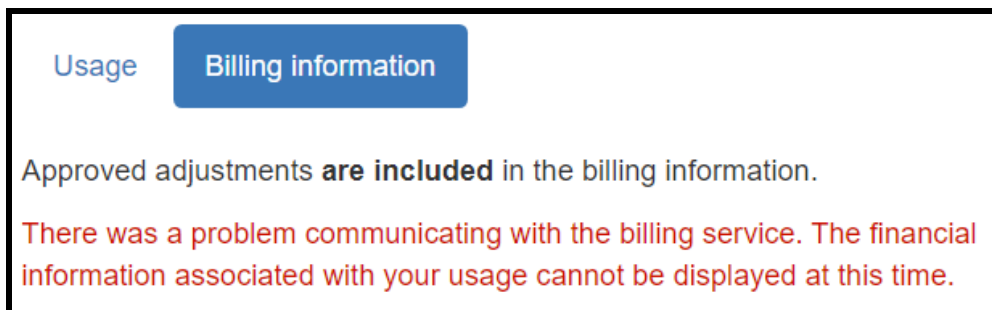 Usage
Billing information
Approved adjustments are included in the billing information.
There was a problem communicating with the billing service. The financial
information associated with your usage cannot be displayed at this time.